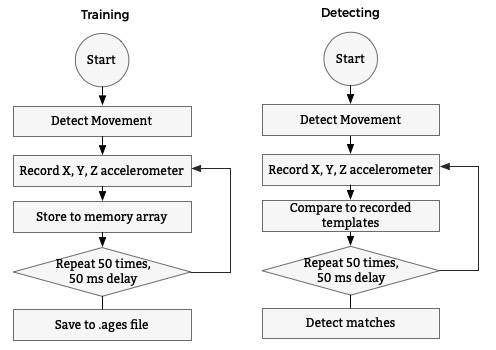 Training
Start
Detect Movement
Record X, Y, Z accelerometer
Store to memory array
Repeat 50 times,
50 ms delay
Save to .ages file
Detecting
Start
Detect Movement
Record X, Y, Z accelerometer
Compare to recorded
templates
Repeat 50 times,
50 ms delay
Detect matches